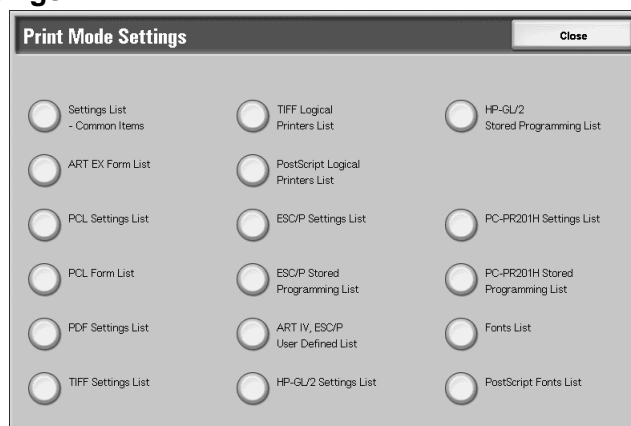 Print Mode Settings
Close
Settings List
- Common Items
TIFF Logical
Printers List
HP-GL/2
Stored Programming List
ART EX Form List
PostScript Logical
Printers List
PCL Settings List
ESC/P Settings List
PC-PR201H Settings List
PCL Form List
ESC/P Stored
Programming List
PC-PR201H Stored
Programming List
PDF Settings List
ART IV, ESC/P
User Defined List
Fonts List
TIFF Settings List
HP-GL/2 Settings List
PostScript Fonts List